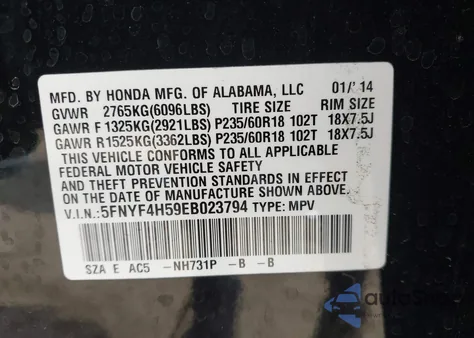 MFD. BY HONDA MFG. OF ALABAMA, LLC 01/'14
GVWR 2765KG(6096LBS) TIRE SIZE RIM SIZE
GAWR F 1325KG(2921LBS) P235/60R18 102T 18X7.5J
GAWR R1525KG(3362LBS) P235/60R18 102T 18X7.5J
THIS VEHICLE CONFORMS TO ALL APPLICABLE
FEDERAL MOTOR VEHICLE SAFETY, BUMPER,
AND THEFT PREVENTION STANDARDS IN EFFECT
ON THE DATE OF MANUFACTURE SHOWN ABOVE.
V.I.N.:5FNYF4H59EB023794 TYPE: MPV
SZA E AC5 -NH731P -B -B